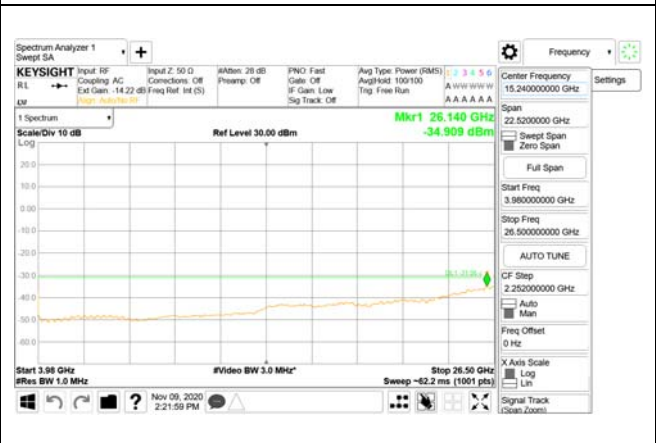 Spectrum Analyzer 1
Swept SA
+
Frequency
KEYSIGHT
Input: RF
Input Z: 50 Ω
#Atten: 28 dB
PNO: Fast
Avg Type: Power (RMS)
1 2 3 4 5 6
RL
Coupling: AC
Corrections: Off
Preamp: Off
Gate: Off
Avg|Hold: 100/100
A W W W W W
Ext Gain: -14.22 dB
Freq Ref: Int (S)
IF Gain: Low
Trig: Free Run
Align: Auto/No RF
Sig Track: Off
A A A A A A
Center Frequency
15.240000000 GHz
Settings
1 Spectrum
Mkr1 26.140 GHz
Scale/Div 10 dB
Ref Level 30.00 dBm
-34.909 dBm
Log
Span
22.5200000 GHz
Swept Span
Zero Span
Full Span
Start Freq
3.980000000 GHz
Stop Freq
26.500000000 GHz
AUTO TUNE
CF Step
2.252000000 GHz
Auto
Man
Freq Offset
0 Hz
X Axis Scale
Log
Lin
Signal Track
(Span Zoom)
20.0
10.0
0.00
-10.0
-20.0
-30.0
-40.0
-50.0
-60.0
Start 3.98 GHz
#Video BW 3.0 MHz*
Stop 26.50 GHz
#Res BW 1.0 MHz
Sweep ~62.2 ms (1001 pts)
?
Nov 09, 2020
2:21:59 PM